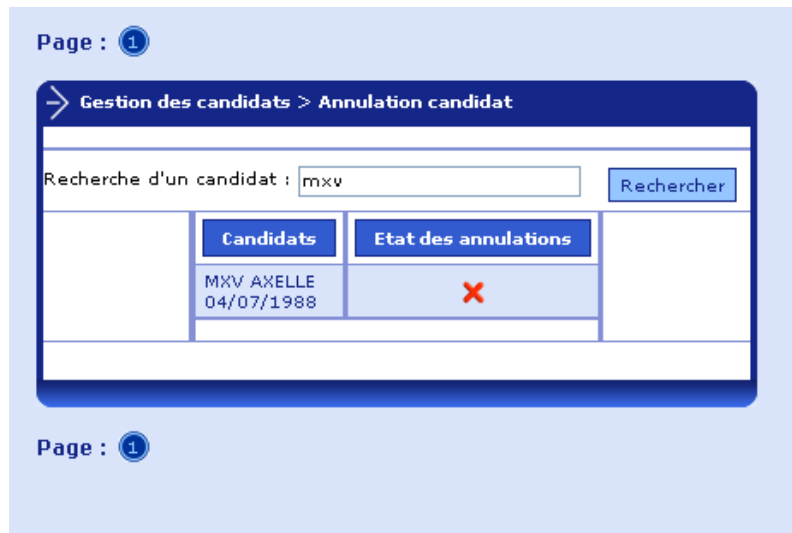 Page : 1
Gestion des candidats > Annulation candidat
Recherche d'un candidat : mxv Rechercher
Candidats Etat des annulations
MXV AXELLE
04/07/1988
Page : 1